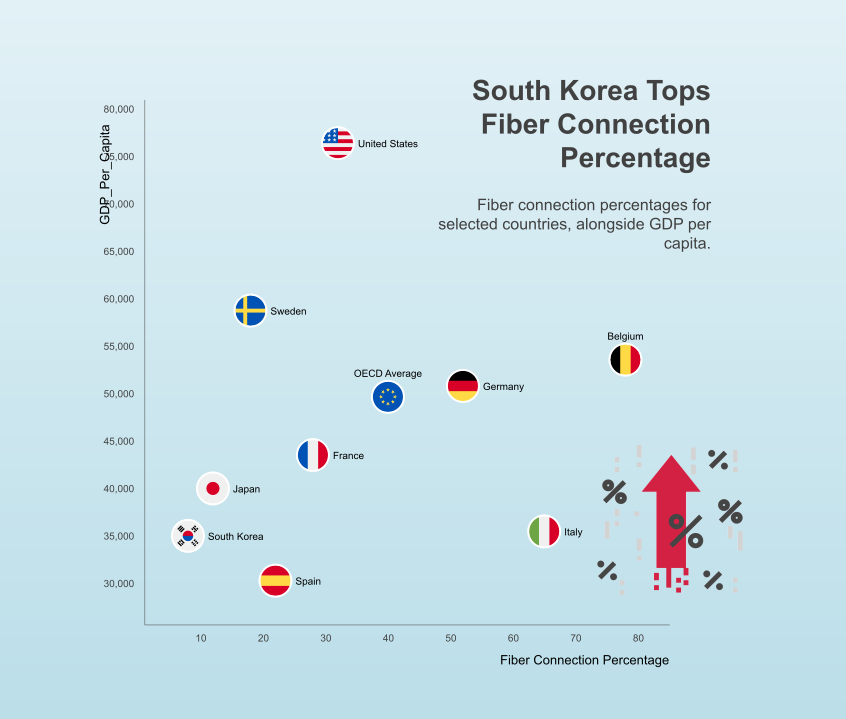 South Korea Tops
Fiber Connection
Percentage
Fiber connection percentages for
selected countries, alongside GDP per
capita.
GDP_Per_Capita
80,000
75,000
70,000
65,000
60,000
55,000
50,000
45,000
40,000
35,000
30,000
United States
Sweden
Belgium
OECD Average
Germany
France
Japan
South Korea
Italy
Spain
10 20 30 40 50 60 70 80
Fiber Connection Percentage